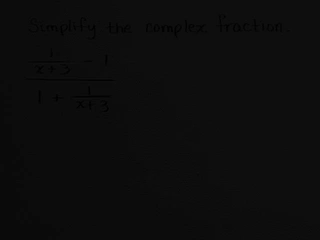 Simplify the complex fraction
1/(x+3) - 1
1 + 1/(x+3)